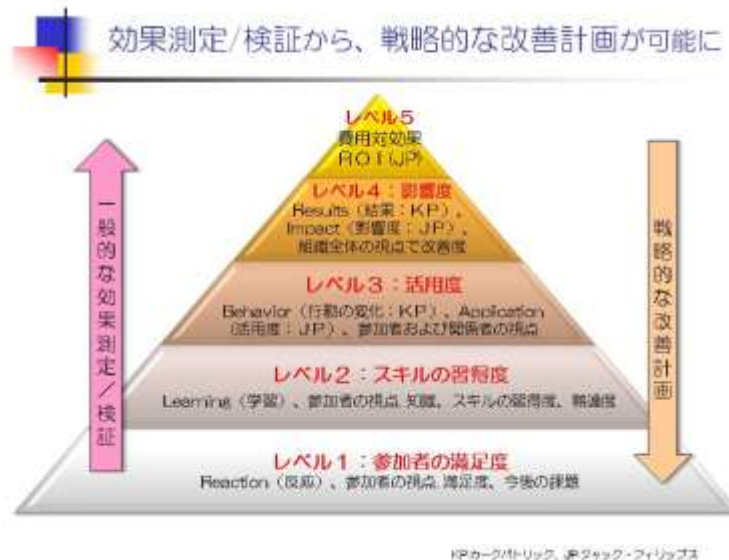 効果測定/検証から、戦略的な改善計画が可能に
レベル5
費用対効果
ROI(JP)
レベル4：影響度
Results（結果：KP）、
Impact（影響度：JP）、
組織全体の視点で改善度
レベル3：活用度
Behavior（行動の変化：KP）、Application
（活用度：JP）、参加者および関係者の視点
レベル2：スキルの習得度
Learning（学習）、参加者の視点 知識、スキルの習得度、精通度
レベル1：参加者の満足度
Reaction（反応）、参加者の視点 満足度、今後の課題
一般的な効果測定／検証
戦略的な改善計画
KP:カークパトリック、JP:ジャック・フィリップス